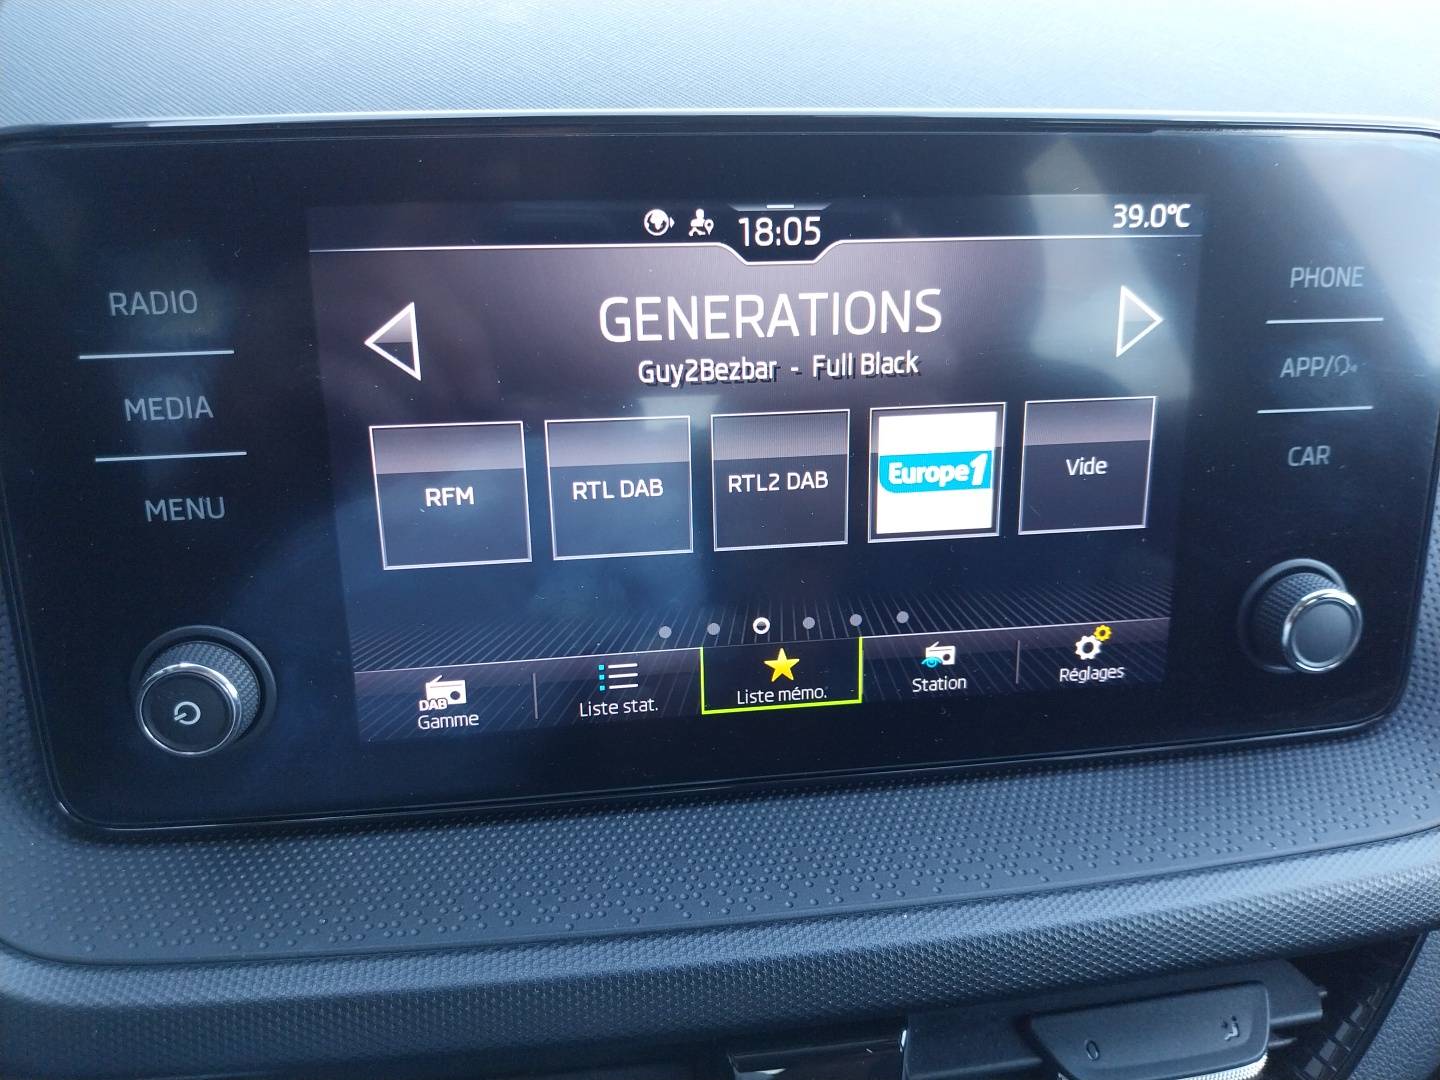 18:05
39.0°C
RADIO
MEDIA
MENU
GENERATIONS
Guy2Bezbar - Full Black
RFM
RTL DAB
RTL2 DAB
Europe1
Vide
DAB
Gamme
Liste stat.
Liste mémo.
Station
Réglages
PHONE
APP/
CAR